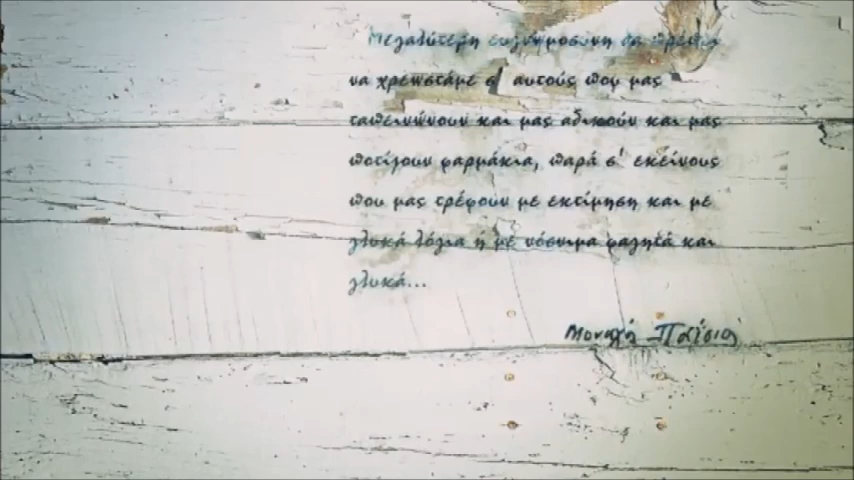 Μεγαλύτερη ευγνωμοσύνη θα πρέπει
να χρεωστάμε σ' αυτούς που μας
ταπεινώνουν και μας αδικούν και μας
ποτίζουν φαρμάκια, παρά σ' εκείνους
που μας τρέφουν με εκτίμηση και με
γλυκά λόγια ή με νόστιμα φαγητά και
γλυκά...
Μοναχός Παΐσιος